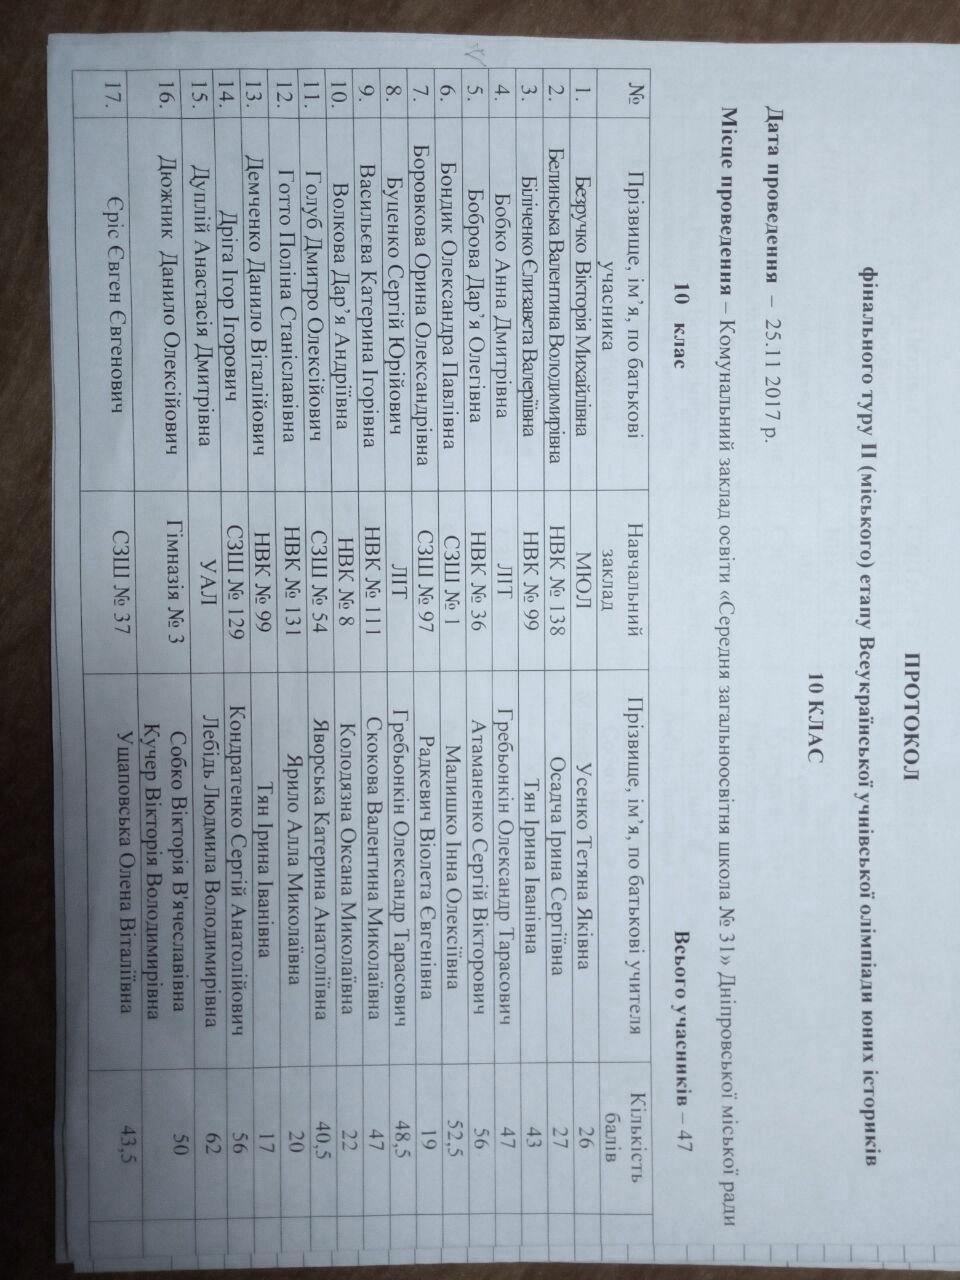 ПРОТОКОЛ
фінального туру ІІ (міського) етапу Всеукраїнської учнівської олімпіади юних істориків
10 КЛАС
Дата проведення – 25.11 2017 р.
Місце проведення – Комунальний заклад освіти «Середня загальноосвітня школа № 31» Дніпровської міської ради
10 клас Всього учасників – 47
№ Прізвище, ім’я, по батькові учасника Навчальний заклад Прізвище, ім’я, по батькові учителя Кількість балів
1. Безручко Вікторія Михайлівна МЮЛ Усенко Тетяна Яківна 26
2. Белинська Валентина Володимирівна НВК № 138 Осадча Ірина Сергіївна 27
3. Біліченко Єлизавета Валеріївна НВК № 99 Тян Ірина Іванівна 43
4. Бобко Анна Дмитрівна ЛІТ Гребьонкін Олександр Тарасович 47
5. Боброва Дар’я Олегівна НВК № 36 Атаманенко Сергій Вікторович 56
6. Бондик Олександра Павлівна СЗШ № 1 Малишко Інна Олексіївна 52,5
7. Боровкова Орина Олександрівна СЗШ № 97 Радкевич Віолета Євгенівна 19
8. Буценко Сергій Юрійович ЛІТ Гребьонкін Олександр Тарасович 48,5
9. Васильєва Катерина Ігорівна НВК № 111 Скокова Валентина Миколаївна 47
10. Волкова Дар’я Андріївна НВК № 8 Колодязна Оксана Миколаївна 22
11. Голуб Дмитро Олексійович СЗШ № 54 Яворська Катерина Анатоліївна 40,5
12. Готто Поліна Станіславівна НВК № 131 Ярило Алла Миколаївна 20
13. Демченко Данило Віталійович НВК № 99 Тян Ірина Іванівна 17
14. Дріга Ігор Ігорович СЗШ № 129 Кондратенко Сергій Анатолійович 56
15. Дуплій Анастасія Дмитрівна УАЛ Лебідь Людмила Володимирівна 62
16. Дюжник Данило Олексійович Гімназія № 3 Собко Вікторія В'ячеславівна 50
Кучер Вікторія Володимирівна
17. Єріс Євген Євгенович СЗШ № 37 Ушаповська Олена Віталіївна 43,5